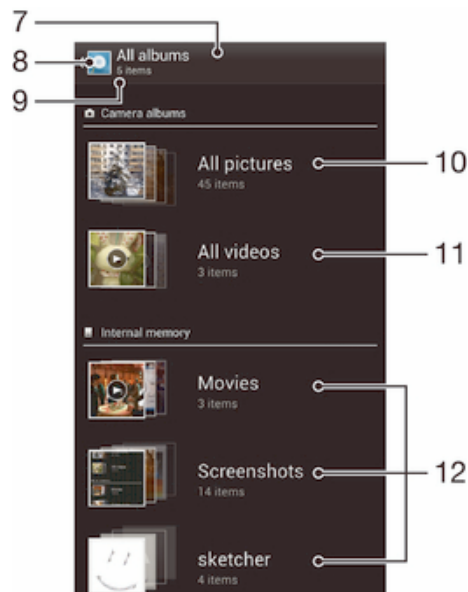 7
8
All albums
5 items
9
Camera albums
All pictures
45 items
10
All videos
3 items
11
Internal memory
Movies
3 items
Screenshots
14 items
12
sketcher
4 items